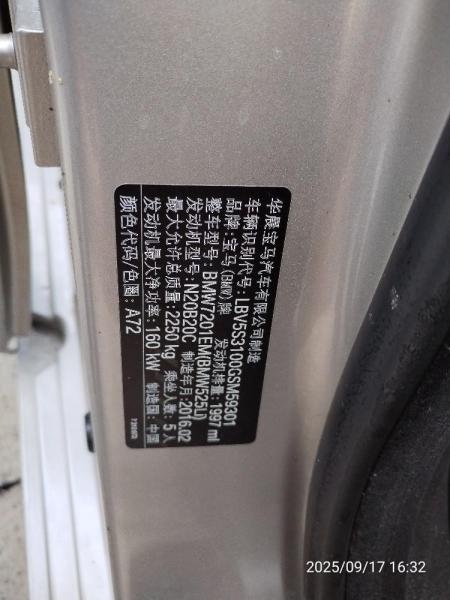 华晨宝马汽车有限公司制造
车辆识别代号:LBV5S3100GSM59301
品牌:宝马(BMW)牌 发动机排量:1997 ml
整车型号:BMW7201EM(BMW525Li)
发动机型号:N20B20C 制造年月:2016.02
最大允许总质量:2250 kg 乘坐人数:5人
发动机最大净功率:160 kW 制造国:中国
颜色代码/色圈:A72
2025/09/17 16:32